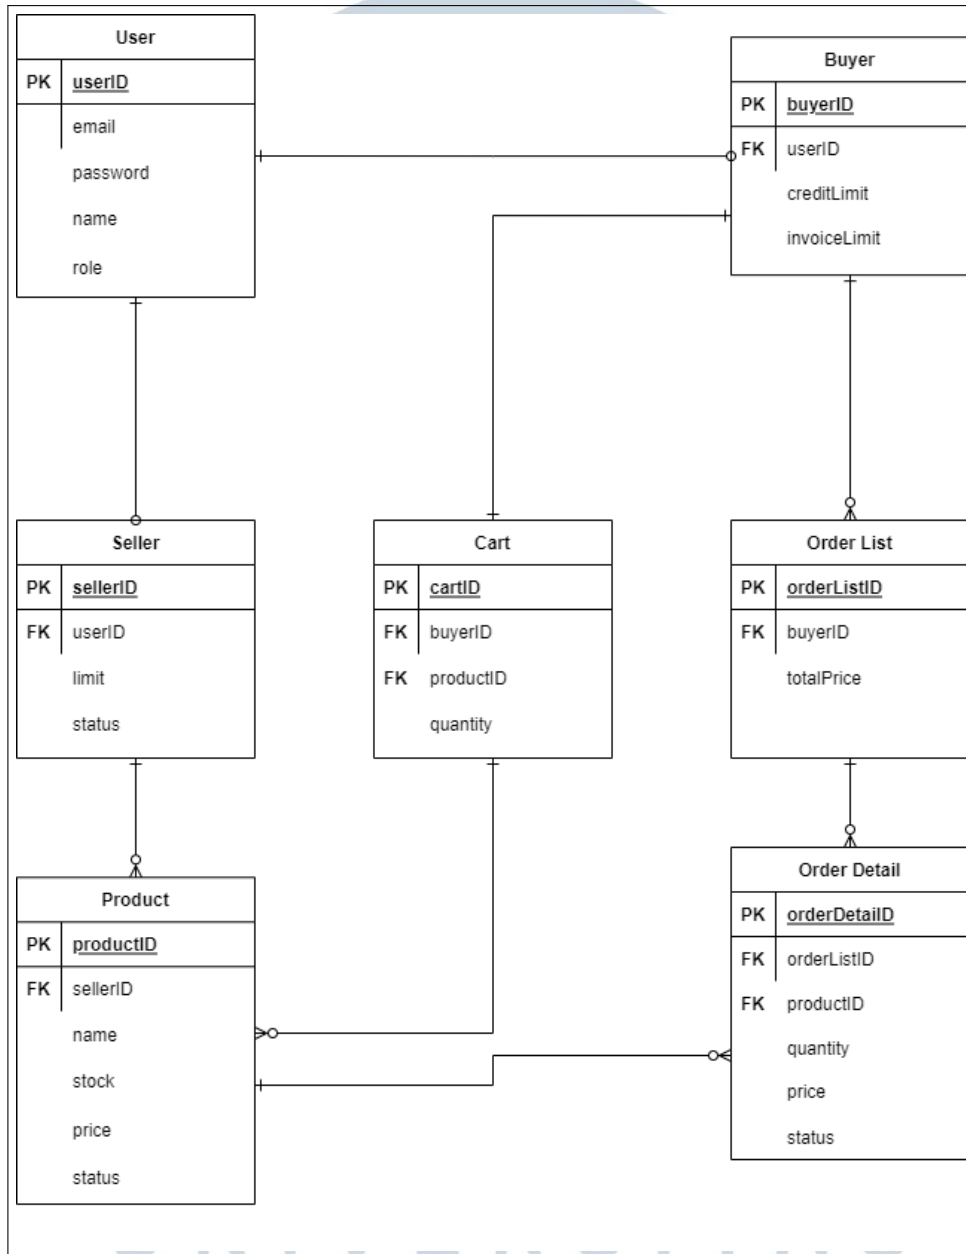 User
PK userID
email
password
name
role
Buyer
PK buyerID
FK userID
creditLimit
invoiceLimit
Seller
PK sellerID
FK userID
limit
status
Cart
PK cartID
FK buyerID
FK productID
quantity
Order List
PK orderListID
FK buyerID
totalPrice
Product
PK productID
FK sellerID
name
stock
price
status
Order Detail
PK orderDetailID
FK orderListID
FK productID
quantity
price
status